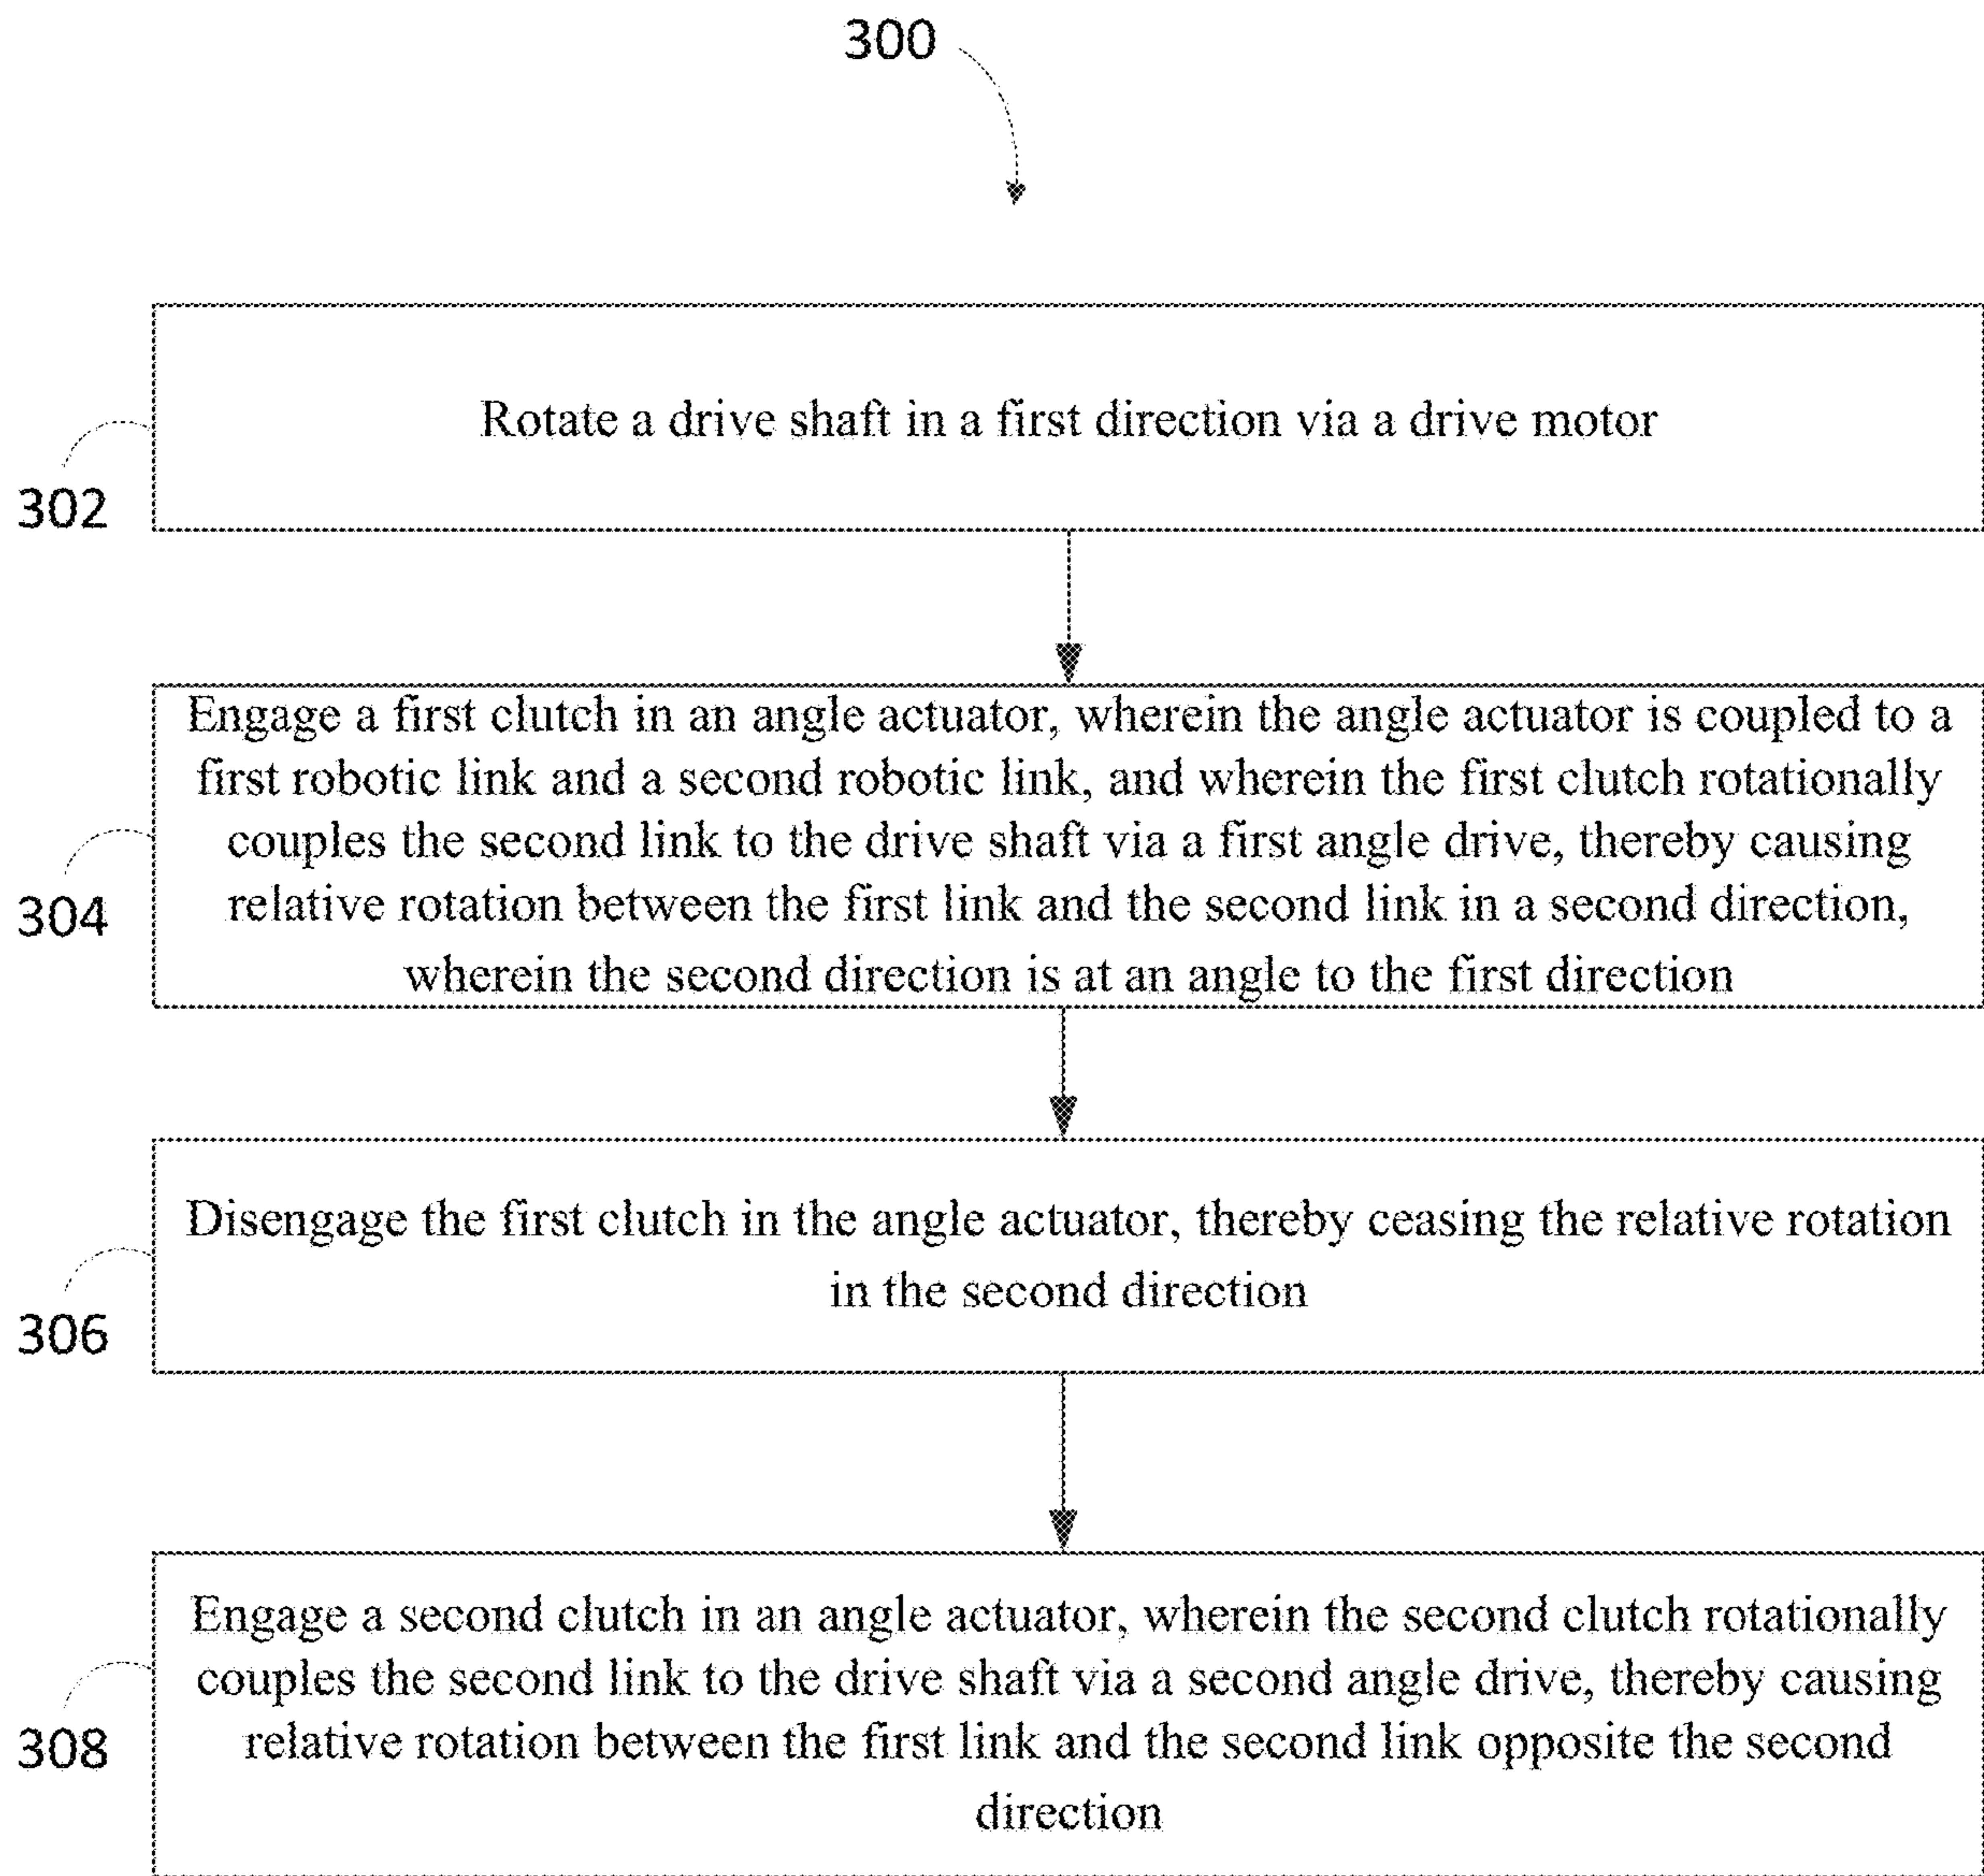 300
Rotate a drive shaft in a first direction via a drive motor
302
Engage a first clutch in an angle actuator, wherein the angle actuator is coupled to a
first robotic link and a second robotic link, and wherein the first clutch rotationally
couples the second link to the drive shaft via a first angle drive, thereby causing
relative rotation between the first link and the second link in a second direction,
wherein the second direction is at an angle to the first direction
304
Disengage the first clutch in the angle actuator, thereby ceasing the relative rotation
in the second direction
306
Engage a second clutch in an angle actuator, wherein the second clutch rotationally
couples the second link to the drive shaft via a second angle drive, thereby causing
relative rotation between the first link and the second link opposite the second
direction
308